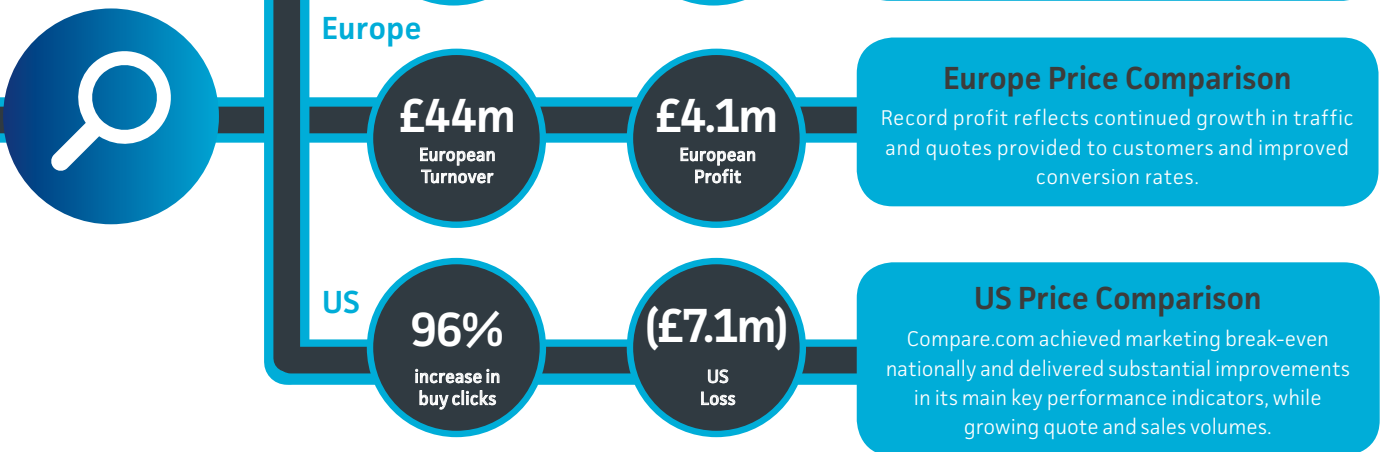 Europe
£44m
European
Turnover
£4.1m
European
Profit
Europe Price Comparison
Record profit reflects continued growth in traffic
and quotes provided to customers and improved
conversion rates.
US
96%
increase in
buy clicks
(£7.1m)
US
Loss
US Price Comparison
Compare.com achieved marketing break-even
nationally and delivered substantial improvements
in its main key performance indicators, while
growing quote and sales volumes.